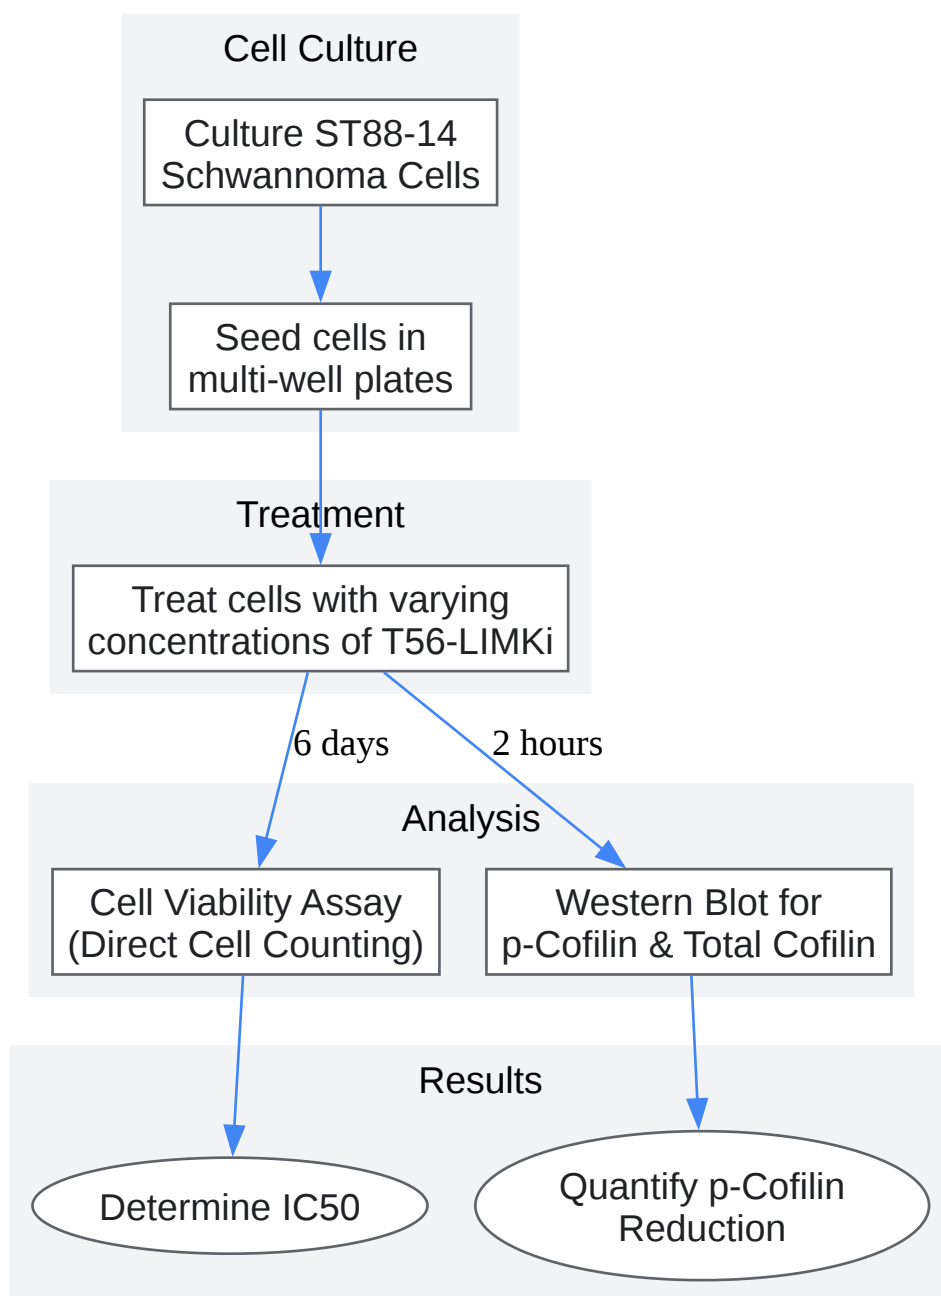 Cell Culture
Culture ST88-14
Schwannoma Cells
Seed cells in
multi-well plates
Treatment
Treat cells with varying
concentrations of T56-LIMKi
6 days
2 hours
Analysis
Cell Viability Assay
(Direct Cell Counting)
Western Blot for
p-Cofilin & Total Cofilin
Results
Determine IC50
Quantify p-Cofilin
Reduction